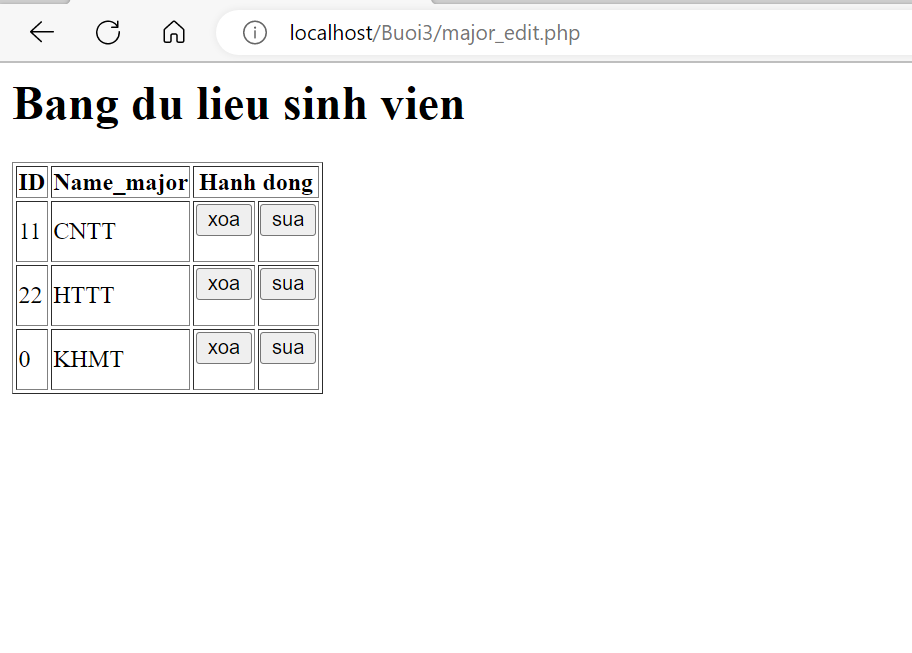 localhost/Buoi3/major_edit.php
Bang du lieu sinh vien
ID Name_major Hanh dong
11 CNTT xoa sua
22 HTTT xoa sua
0 KHMT xoa sua